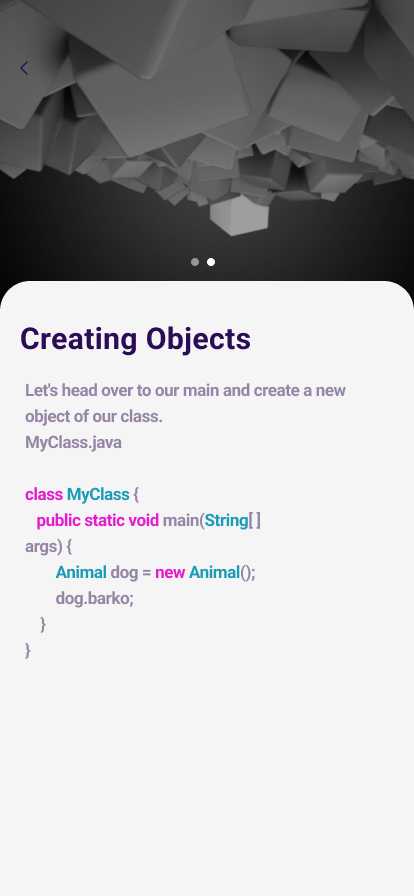 Creating Objects
Let's head over to our main and create a new
object of our class.
MyClass.java
class MyClass {
public static void main(String[ ]
args) {
Animal dog = new Animal();
dog.barko;
}
}